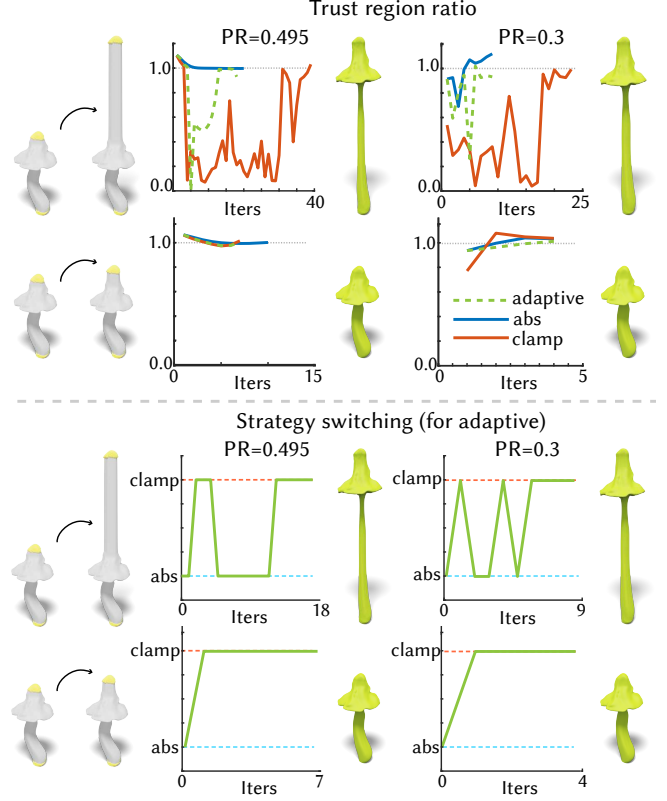 Trust region ratio
PR=0.495
PR=0.3
1.0
0.0
Iters
40
1.0
0.0
Iters
25
1.0
0.0
0
Iters
15
1.0
0.0
0
Iters
5
adaptive
abs
clamp
Strategy switching (for adaptive)
PR=0.495
PR=0.3
clamp
abs
0
Iters
18
clamp
abs
0
Iters
9
clamp
abs
0
Iters
7
clamp
abs
0
Iters
4